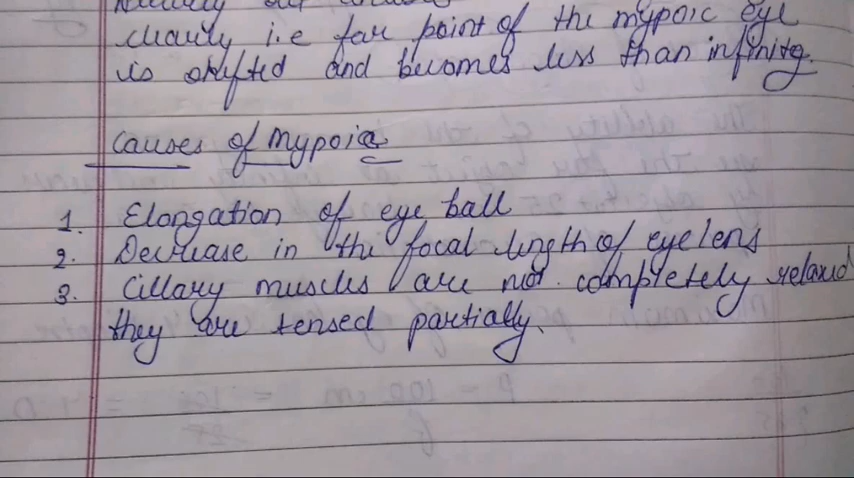 clearly i.e far point of the mypoic eye
is shifted and becomes less than infinity.
Causes of mypoia
1. Elongation of eye ball
2. Decrease in the focal length of eye lens
3. Cillary muscles are not completely relaxed
they are tensed partially.